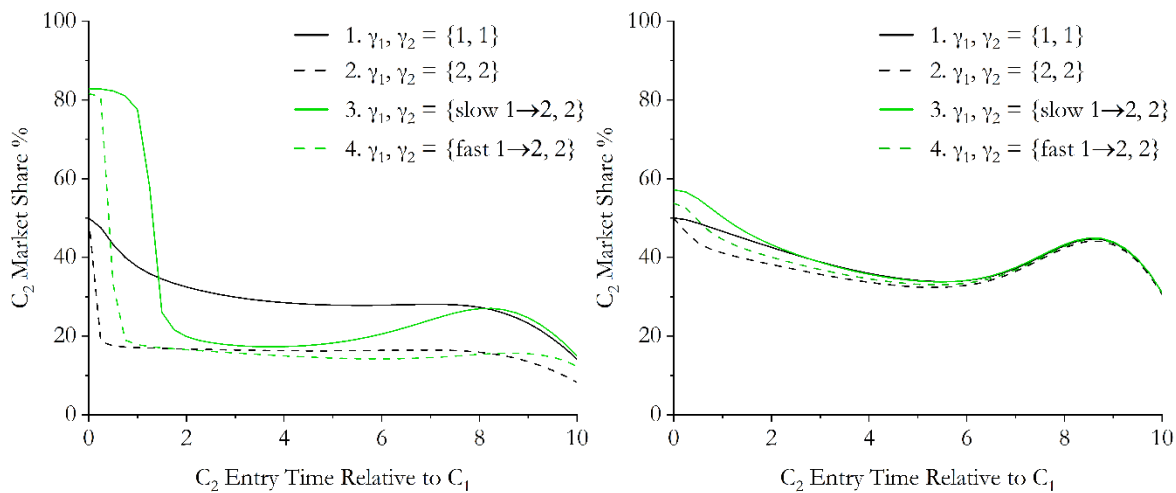 100
80
60
40
20
0
C₂ Market Share %
1. γ₁, γ₂ = {1, 1}
2. γ₁, γ₂ = {2, 2}
3. γ₁, γ₂ = {slow 1→2, 2}
4. γ₁, γ₂ = {fast 1→2, 2}
0 2 4 6 8 10
C₂ Entry Time Relative to C₁
100
80
60
40
20
0
C₂ Market Share %
1. γ₁, γ₂ = {1, 1}
2. γ₁, γ₂ = {2, 2}
3. γ₁, γ₂ = {slow 1→2, 2}
4. γ₁, γ₂ = {fast 1→2, 2}
0 2 4 6 8 10
C₂ Entry Time Relative to C₁